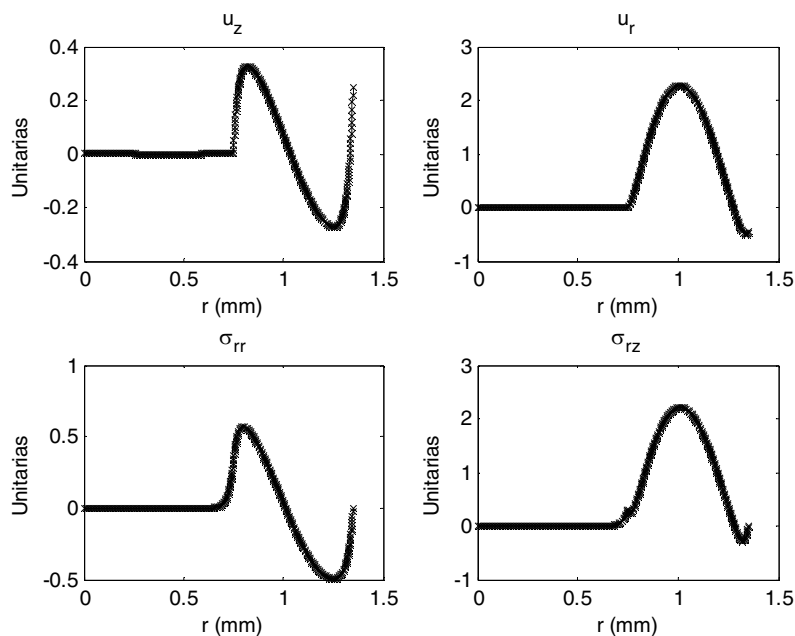 u_z
0.4
0.2
0
-0.2
-0.4
Unitarias
0 0.5 1 1.5
r (mm)
u_r
3
2
1
0
-1
Unitarias
0 0.5 1 1.5
r (mm)
σ_rr
1
0.5
0
-0.5
Unitarias
0 0.5 1 1.5
r (mm)
σ_rz
3
2
1
0
-1
Unitarias
0 0.5 1 1.5
r (mm)